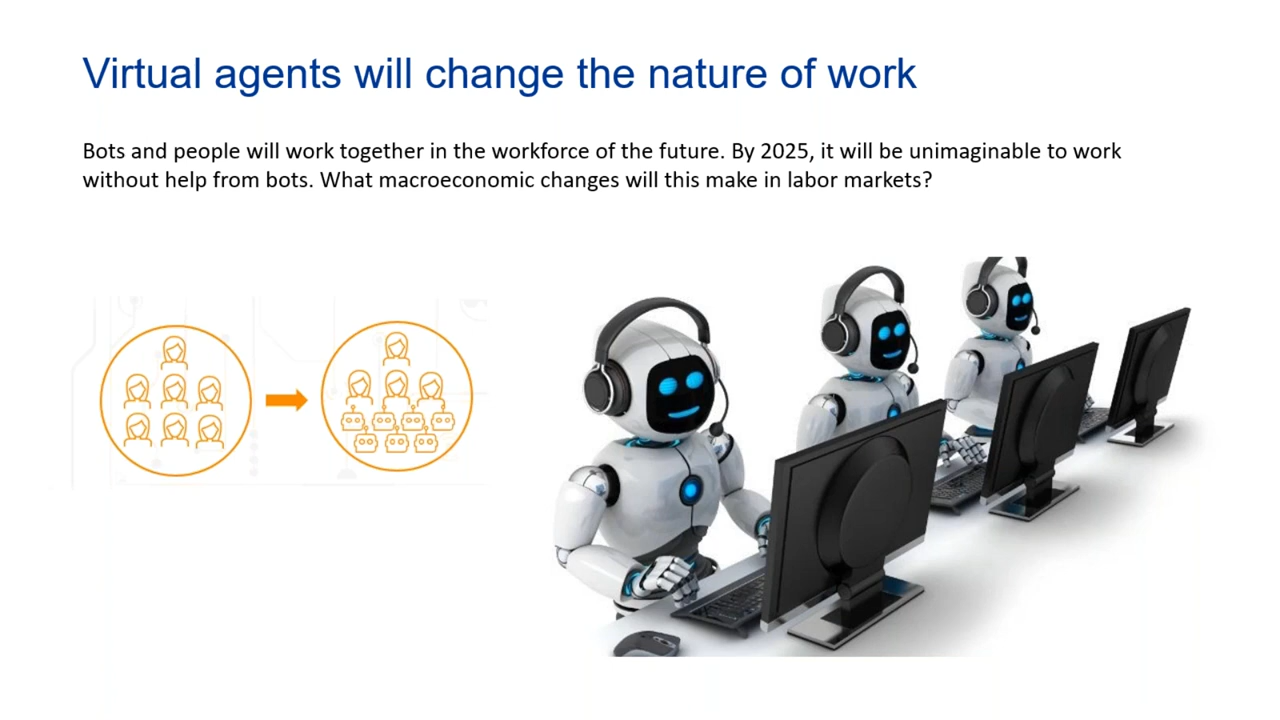 Virtual agents will change the nature of work
Bots and people will work together in the workforce of the future. By 2025, it will be unimaginable to work
without help from bots. What macroeconomic changes will this make in labor markets?